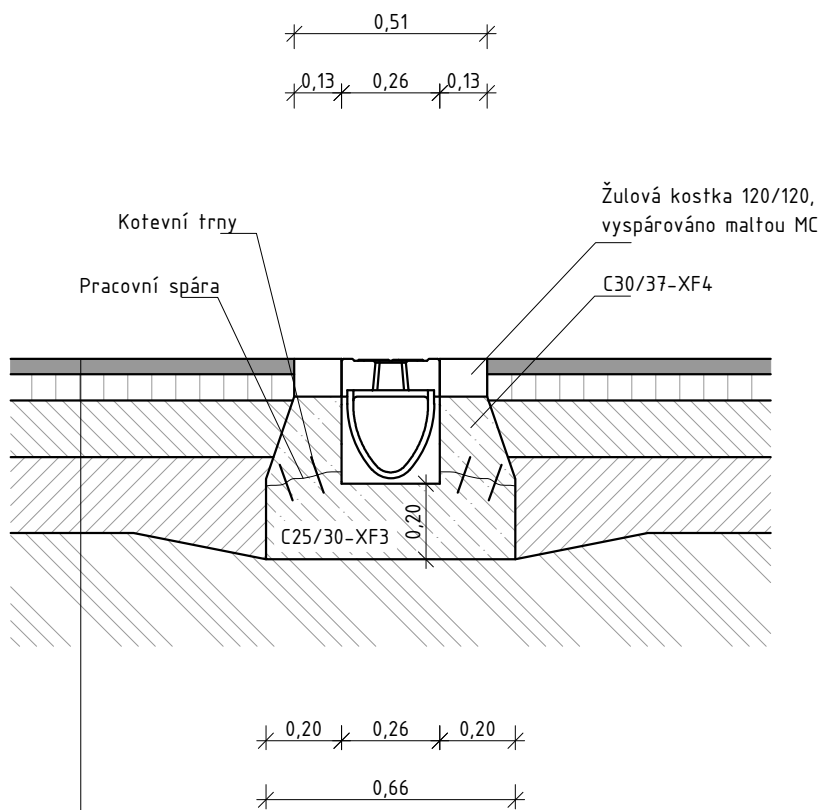 0,51
0,13
0,26
0,13
Žulová kostka 120/120,
vyspárováno maltou MC
Kotevní trny
Pracovní spára
C30/37-XF4
0,20
C25/30-XF3
0,20
0,26
0,20
0,66